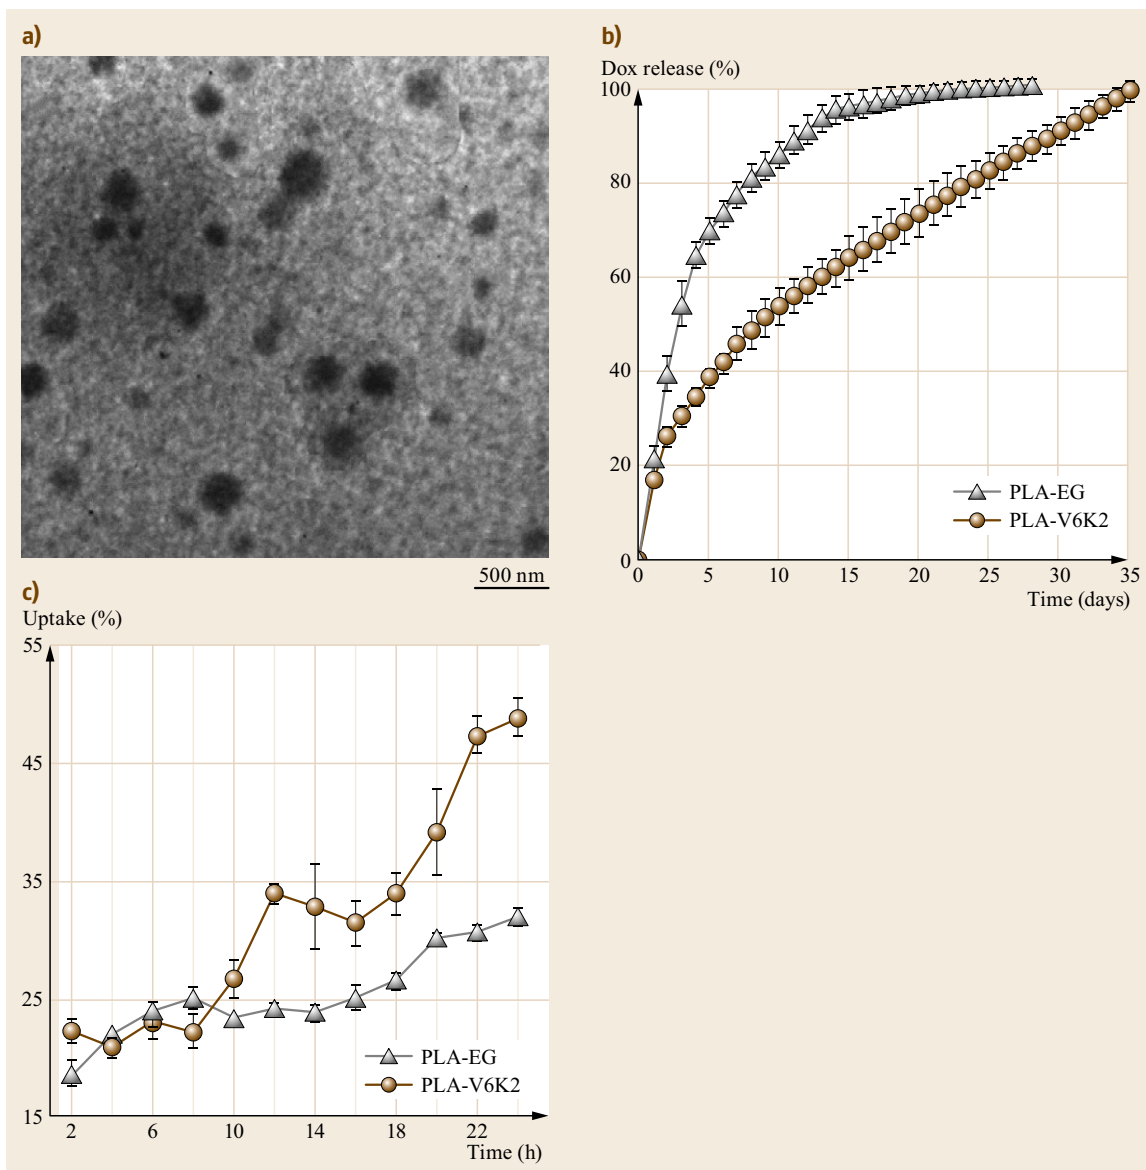 a)
500 nm
b)
Dox release (%)
100
80
60
40
20
0
0 5 10 15 20 25 30 35
Time (days)
PLA-EG
PLA-V6K2
c)
Uptake (%)
55
45
35
25
15
2 6 10 14 18 22
Time (h)
PLA-EG
PLA-V6K2